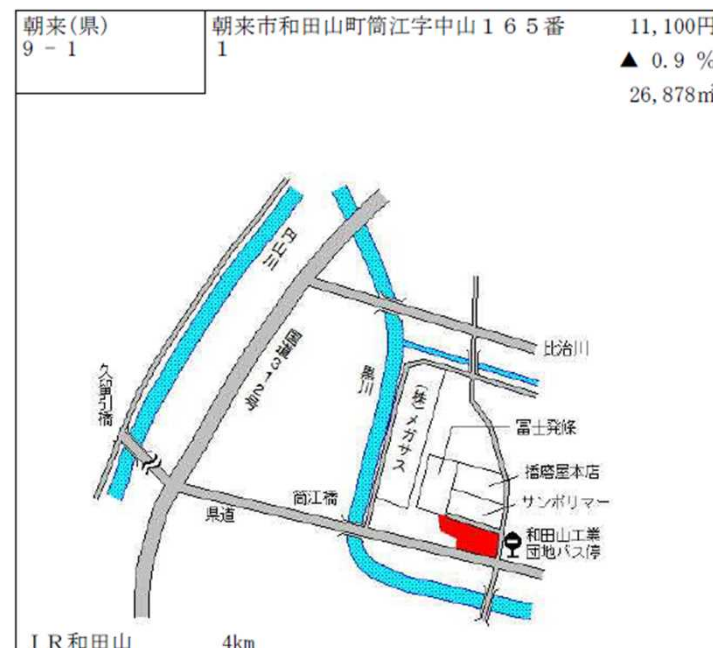 朝来(県)
9 － 1
朝来市和田山町筒江字中山１６５番
1
11,100円
▲ 0.9 %
26,878㎡
円山川
国道312号
黒川
比治川
久留引橋
(株)メガサス
冨士発條
播磨屋本店
サンポリマー
県道
筒江橋
和田山工業
団地バス停
ＪＲ和田山
4km